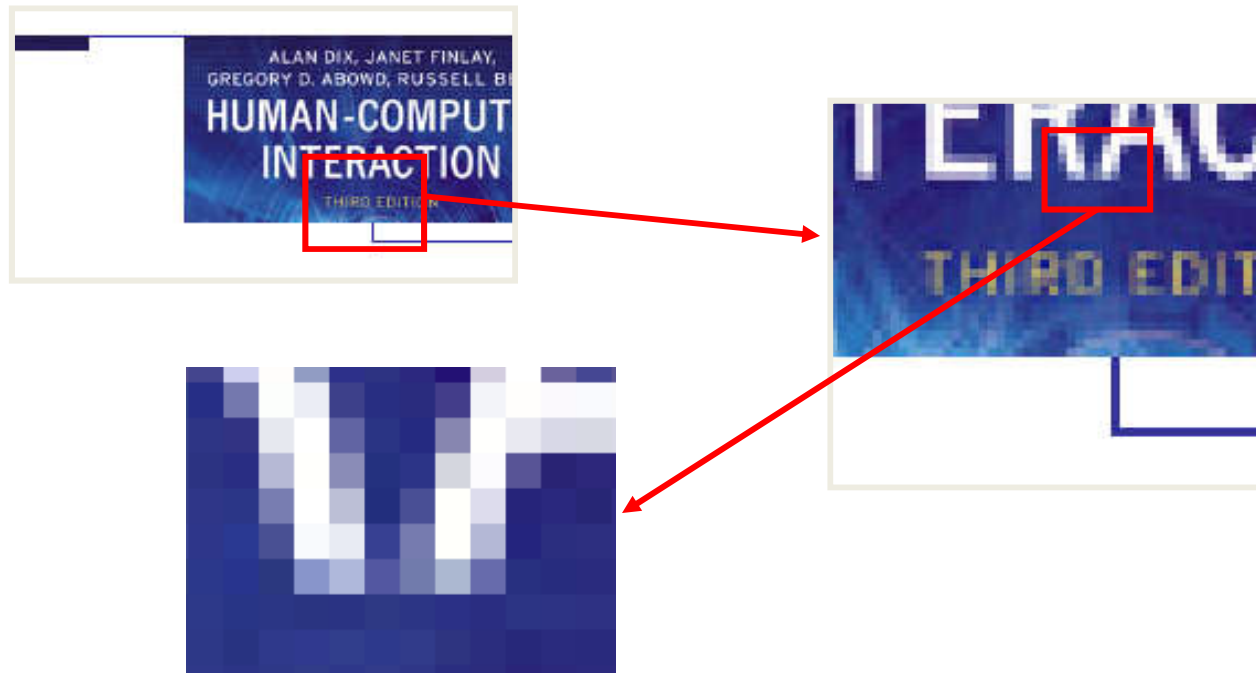 ALAN DIX, JANET FINLAY,
GREGORY D. ABOWD, RUSSELL BE
HUMAN-COMPUT
INTERACTION
THIRD EDITION
TERAC
THIRD EDIT